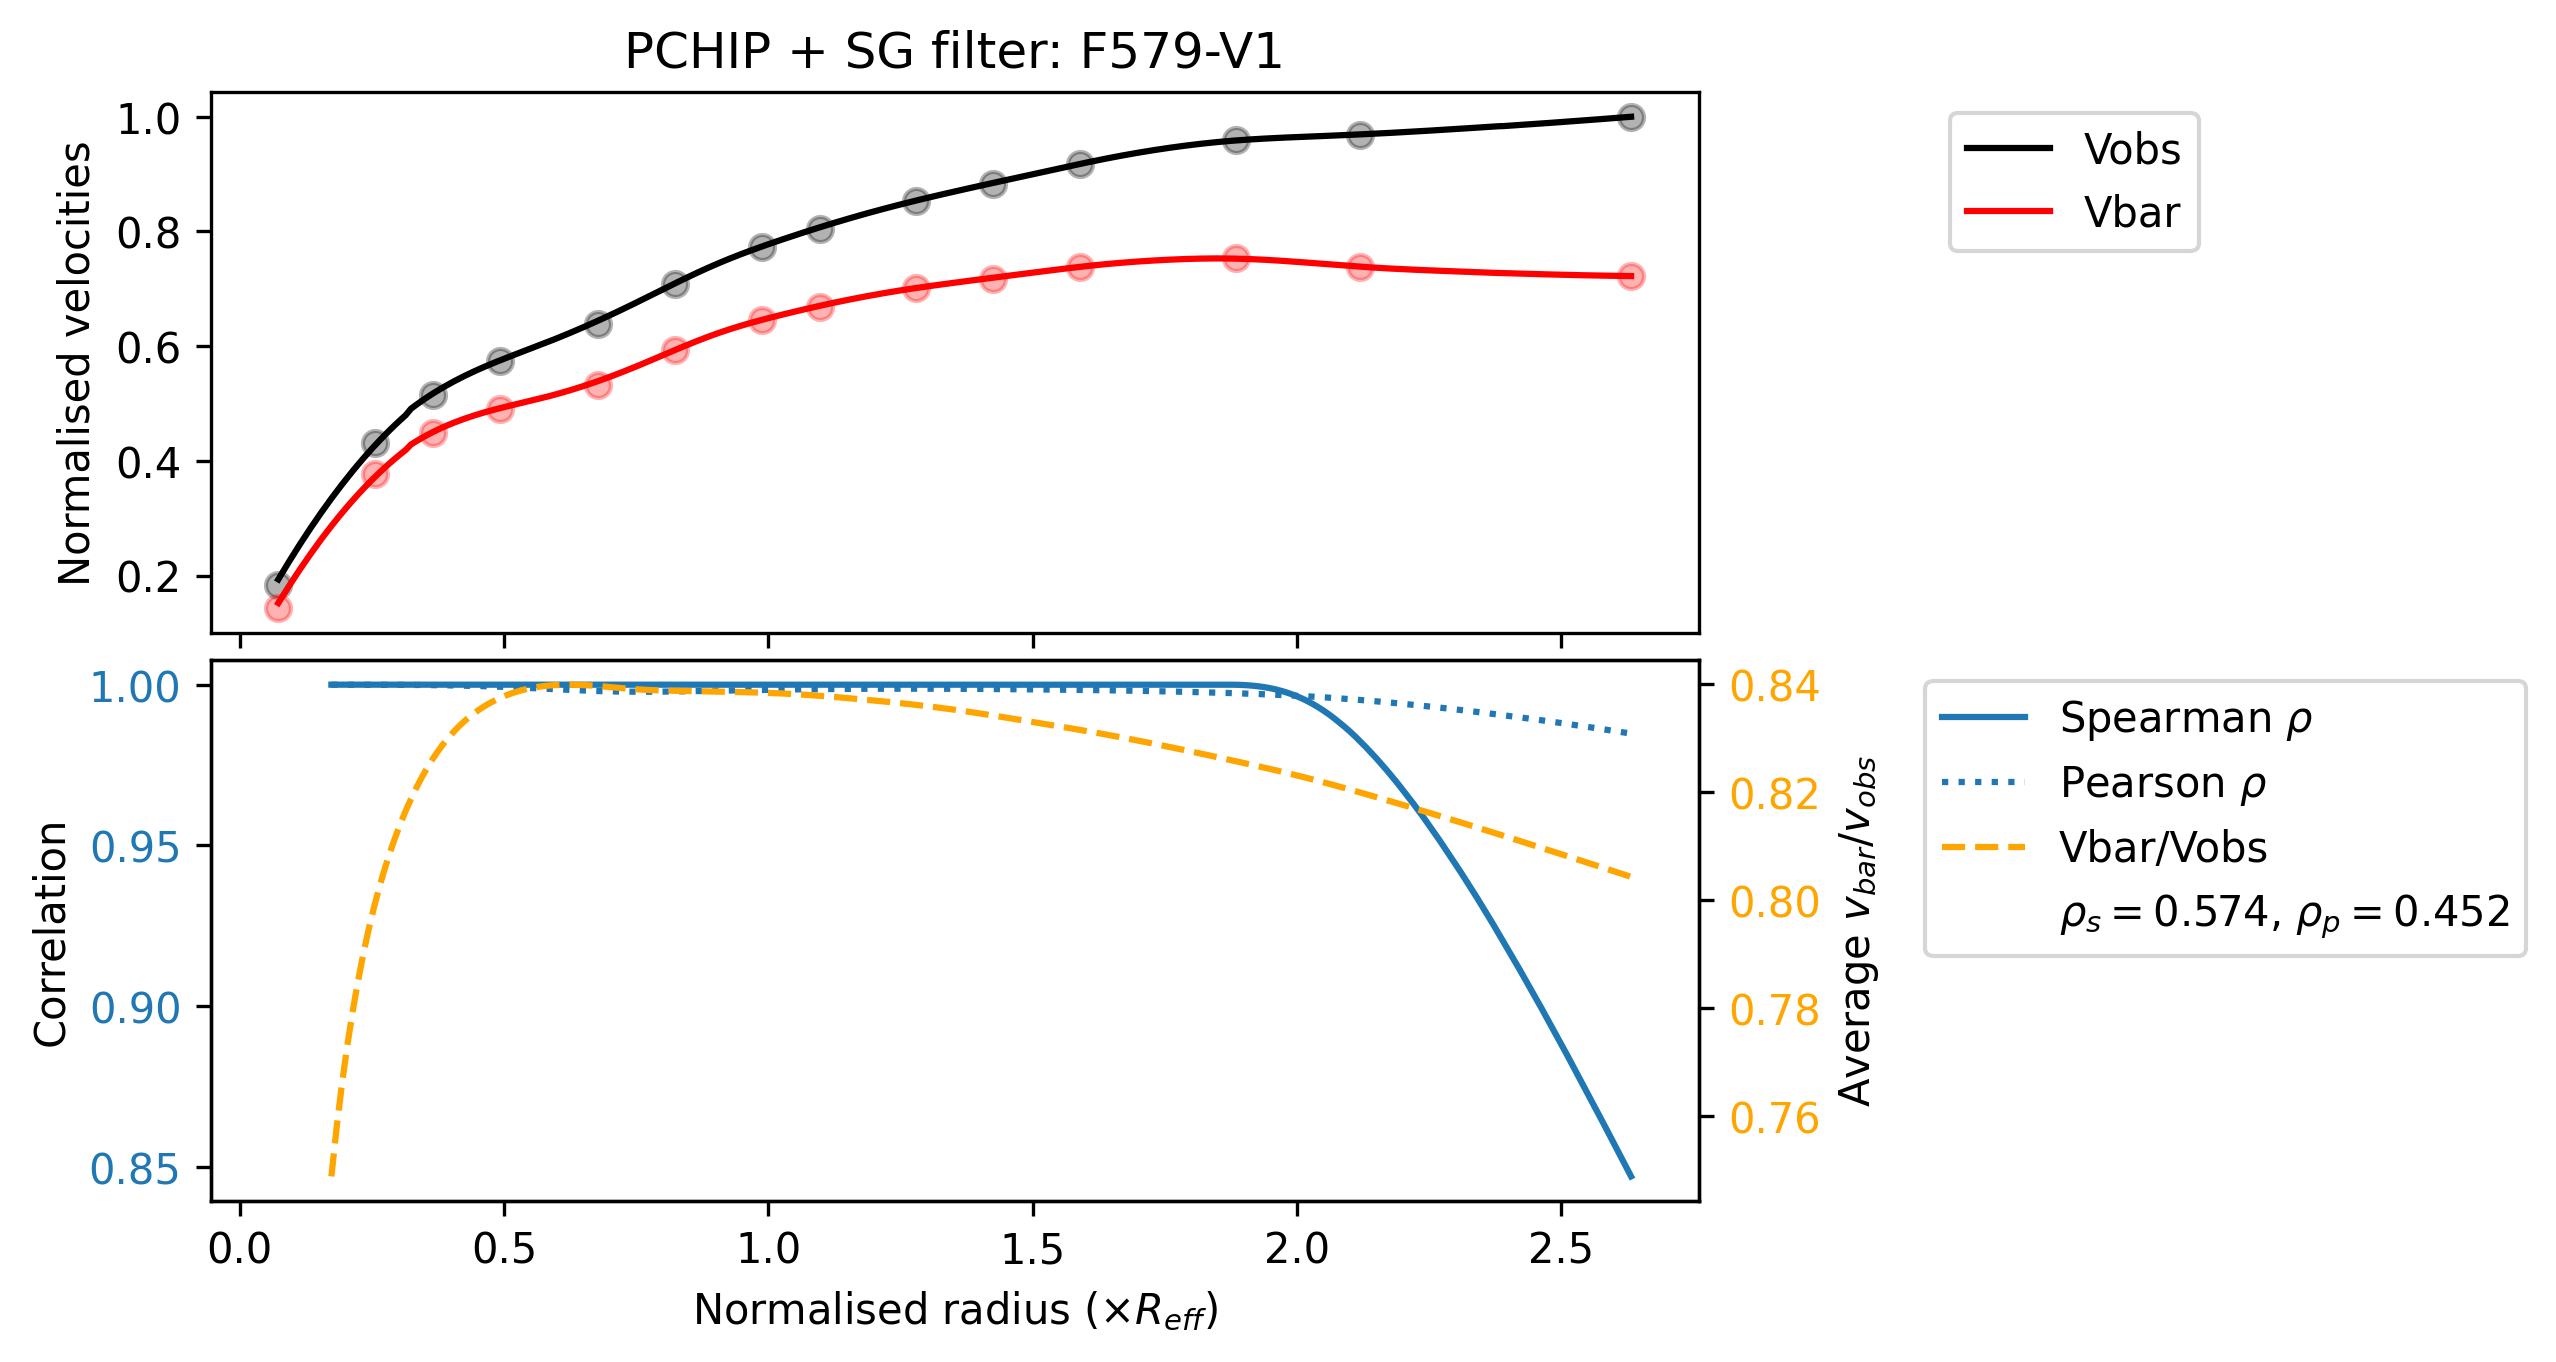 PCHIP + SG filter: F579-V1
Normalised velocities
1.0
0.8
0.6
0.4
0.2
Vobs
Vbar
Correlation
1.00
0.95
0.90
0.85
0.84
0.82
0.80
0.78
0.76
Average v_bar/v_obs
Spearman ρ
Pearson ρ
Vbar/Vobs
ρ_s = 0.574, ρ_p = 0.452
0.0 0.5 1.0 1.5 2.0 2.5
Normalised radius (×R_eff)